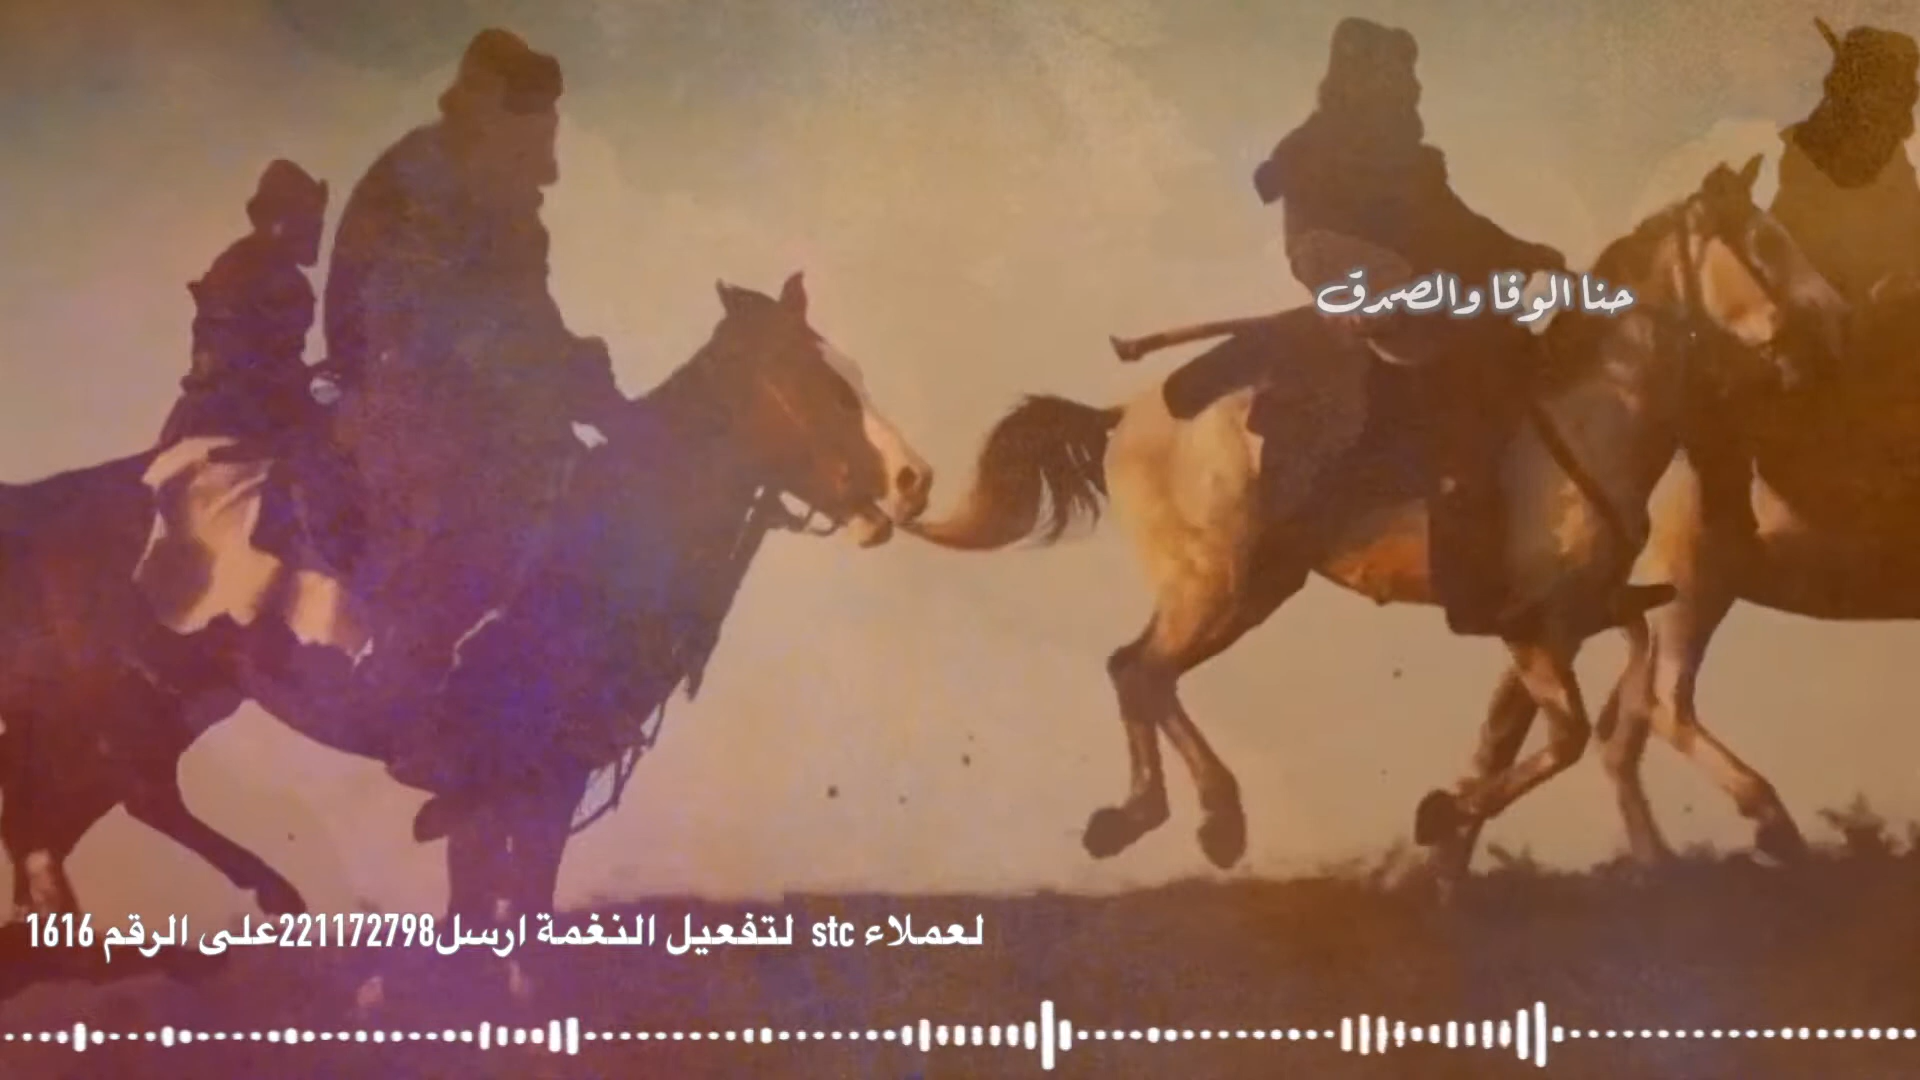 حنا الوفا والصدق
لعملاء stc لتفعيل النغمة ارسل221172798على الرقم 1616